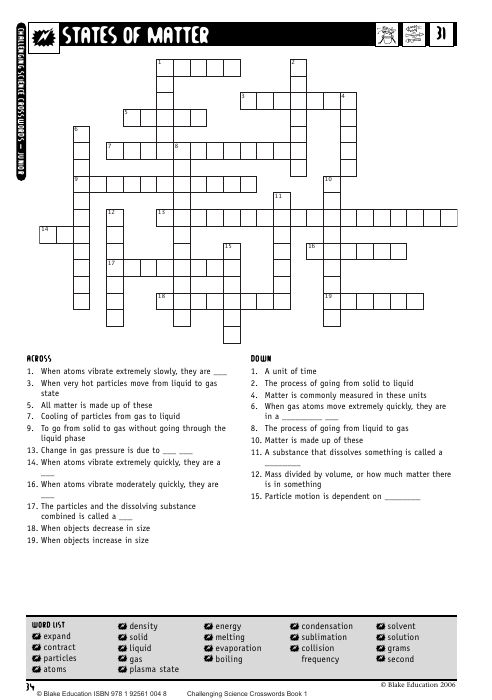 STATES OF MATTER
31
CHALLENGING SCIENCE CROSSWORDS – JUNIOR
1 2
3 4
5
6
7 8
9 10
11
12 13
14
15 16
17
18 19
ACROSS
1. When atoms vibrate extremely slowly, they are ___
3. When very hot particles move from liquid to gas
state
5. All matter is made up of these
7. Cooling of particles from gas to liquid
9. To go from solid to gas without going through the
liquid phase
13. Change in gas pressure is due to ___ ___
14. When atoms vibrate extremely quickly, they are a
___
16. When atoms vibrate moderately quickly, they are
___
17. The particles and the dissolving substance
combined is called a ___
18. When objects decrease in size
19. When objects increase in size
DOWN
1. A unit of time
2. The process of going from solid to liquid
4. Matter is commonly measured in these units
6. When gas atoms move extremely quickly, they are
in a ________ ___
8. The process of going from liquid to gas
10. Matter is made up of these
11. A substance that dissolves something is called a
________
12. Mass divided by volume, or how much matter there
is in something
15. Particle motion is dependent on ________
WORD LIST
expand
contract
particles
atoms
density
solid
liquid
gas
plasma state
energy
melting
evaporation
boiling
condensation
sublimation
collision
frequency
solvent
solution
grams
second
34
© Blake Education 2006
© Blake Education ISBN 978 1 92561 004 8 Challenging Science Crosswords Book 1